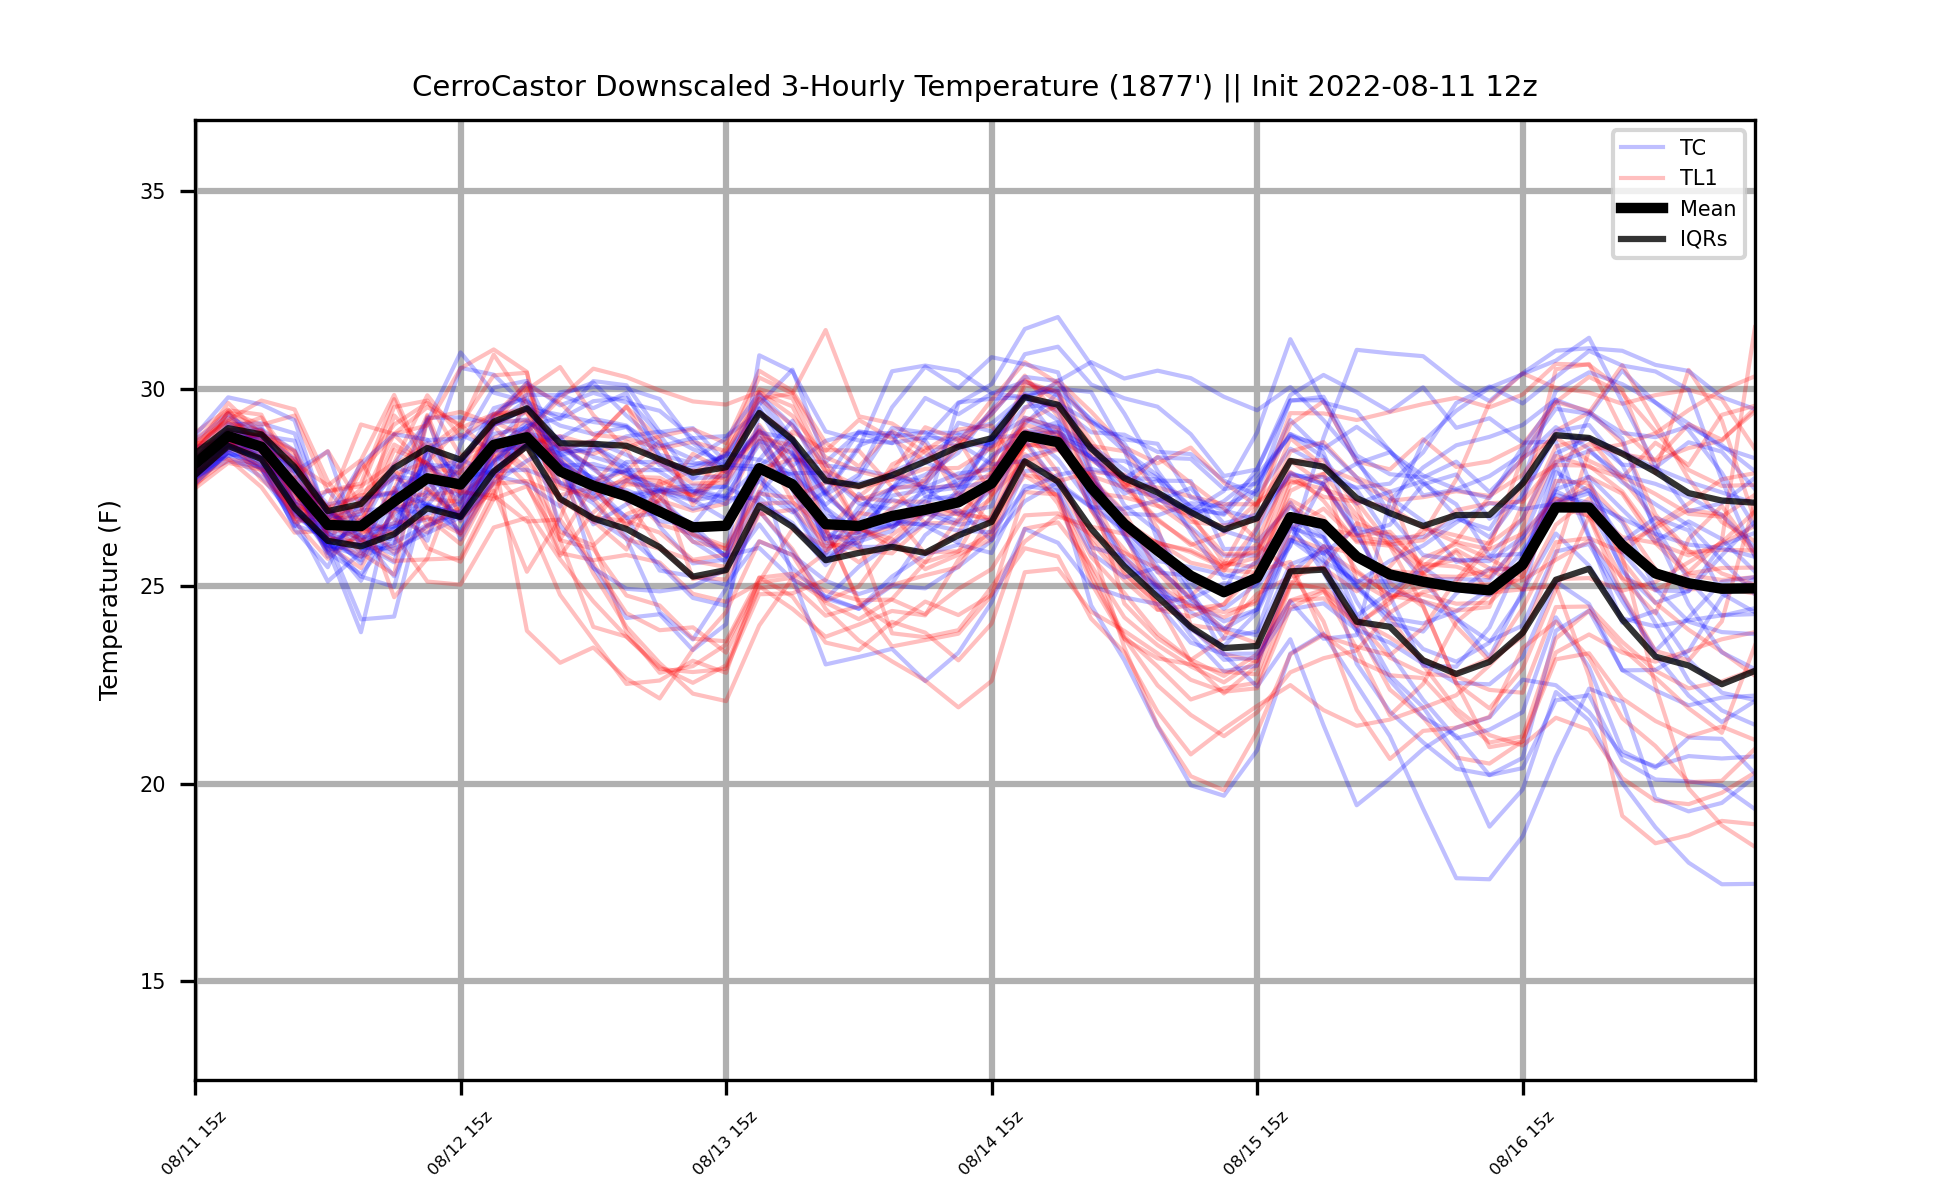 CerroCastor Downscaled 3-Hourly Temperature (1877') || Init 2022-08-11 12z
TC
TL1
Mean
IQRs
Temperature (F)
35
30
25
20
15
08/11 15z
08/12 15z
08/13 15z
08/14 15z
08/15 15z
08/16 15z